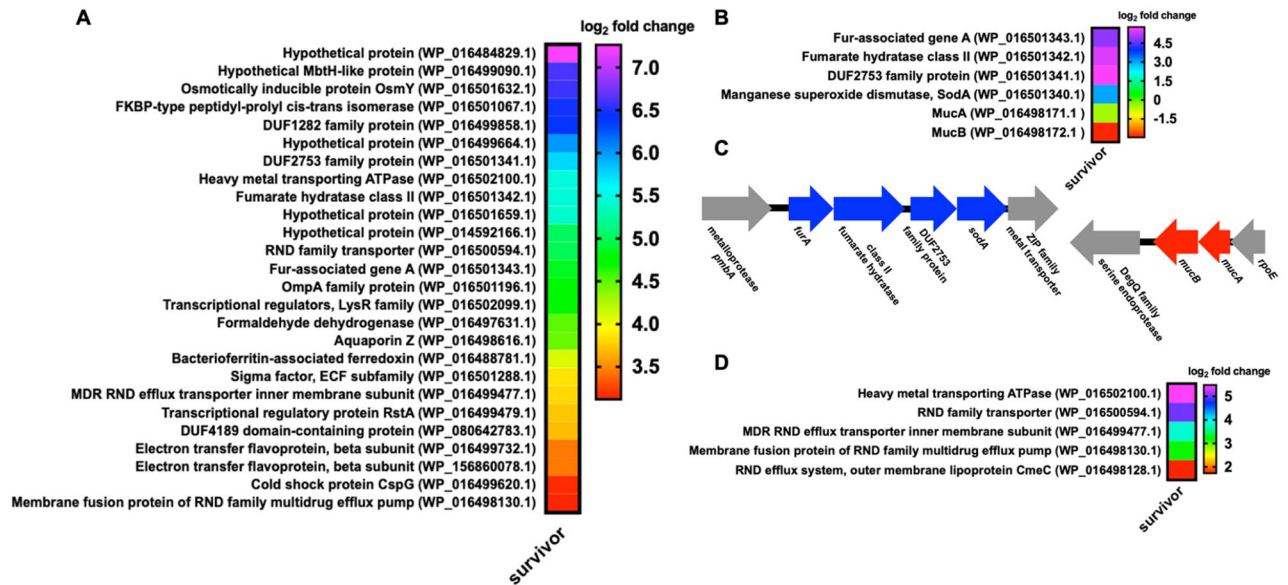 A
log2 fold change
Hypothetical protein (WP_016484829.1)
Hypothetical MbtH-like protein (WP_016499090.1)
Osmotically inducible protein OsmY (WP_016501632.1)
FKBP-type peptidyl-prolyl cis-trans isomerase (WP_016501067.1)
DUF1282 family protein (WP_016499858.1)
Hypothetical protein (WP_016499664.1)
DUF2753 family protein (WP_016501341.1)
Heavy metal transporting ATPase (WP_016502100.1)
Fumarate hydratase class II (WP_016501342.1)
Hypothetical protein (WP_016501659.1)
Hypothetical protein (WP_014592166.1)
RND family transporter (WP_016500594.1)
Fur-associated gene A (WP_016501343.1)
OmpA family protein (WP_016501196.1)
Transcriptional regulators, LysR family (WP_016502099.1)
Formaldehyde dehydrogenase (WP_016497631.1)
Aquaporin Z (WP_016498616.1)
Bacterioferritin-associated ferredoxin (WP_016488781.1)
Sigma factor, ECF subfamily (WP_016501288.1)
MDR RND efflux transporter inner membrane subunit (WP_016499477.1)
Transcriptional regulatory protein RstA (WP_016499479.1)
DUF4189 domain-containing protein (WP_080642783.1)
Electron transfer flavoprotein, beta subunit (WP_016499732.1)
Electron transfer flavoprotein, beta subunit (WP_156860078.1)
Cold shock protein CspG (WP_016499620.1)
Membrane fusion protein of RND family multidrug efflux pump (WP_016498130.1)
7.0
6.5
6.0
5.5
5.0
4.5
4.0
3.5
survivor
B
log2 fold change
Fur-associated gene A (WP_016501343.1)
Fumarate hydratase class II (WP_016501342.1)
DUF2753 family protein (WP_016501341.1)
Manganese superoxide dismutase, SodA (WP_016501340.1)
MucA (WP_016498171.1 )
MucB (WP_016498172.1 )
4.5
3.0
1.5
0
-1.5
survivor
C
metalloprotease
pmbA
furA
class II
fumarate hydratase
DUF2753
family protein
sodA
ZIP family
metal transporter
DegQ family
serine endoprotease
mucB
mucA
rpoE
D
log2 fold change
Heavy metal transporting ATPase (WP_016502100.1)
RND family transporter (WP_016500594.1)
MDR RND efflux transporter inner membrane subunit (WP_016499477.1)
Membrane fusion protein of RND family multidrug efflux pump (WP_016498130.1)
RND efflux system, outer membrane lipoprotein CmeC (WP_016498128.1)
5
4
3
2
survivor